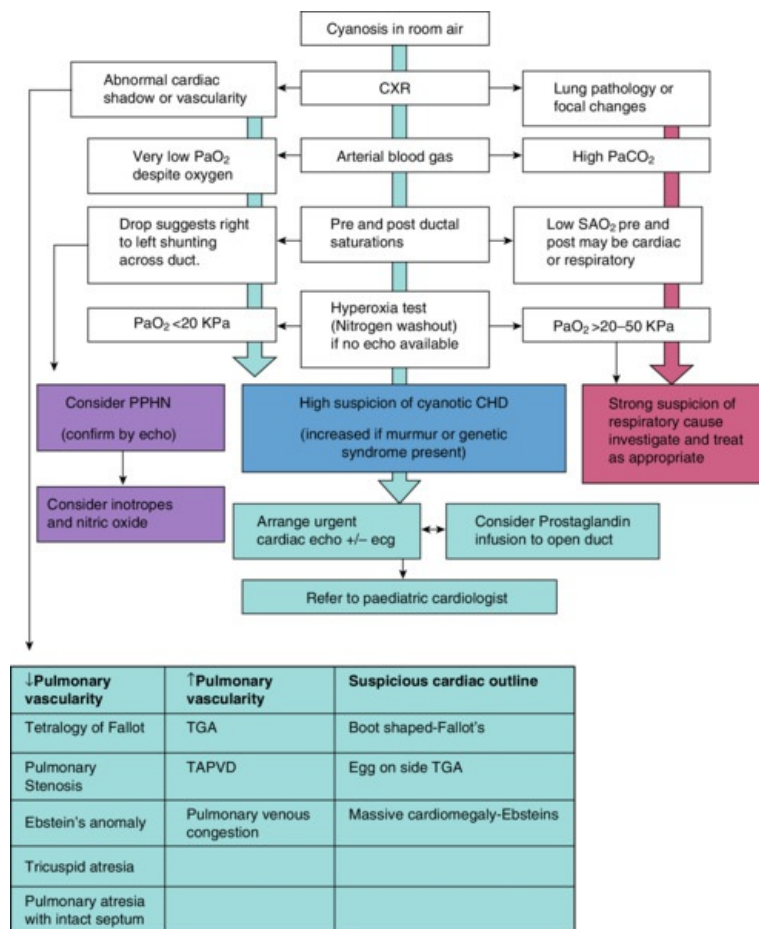 Cyanosis in room air
Abnormal cardiac
shadow or vascularity
CXR
Lung pathology or
focal changes
Very low PaO₂
despite oxygen
Arterial blood gas
High PaCO₂
Drop suggests right
to left shunting
across duct.
Pre and post ductal
saturations
Low SAO₂ pre and
post may be cardiac
or respiratory
PaO₂ <20 KPa
Hyperoxia test
(Nitrogen washout)
if no echo available
PaO₂ >20–50 KPa
Consider PPHN
(confirm by echo)
High suspicion of cyanotic CHD
(increased if murmur or genetic
syndrome present)
Strong suspicion of
respiratory cause
investigate and treat
as appropriate
Consider inotropes
and nitric oxide
Arrange urgent
cardiac echo +/– ecg
Consider Prostaglandin
infusion to open duct
Refer to paediatric cardiologist
↓Pulmonary
vascularity
↑Pulmonary
vascularity
Suspicious cardiac outline
Tetralogy of Fallot
TGA
Boot shaped-Fallot's
Pulmonary
Stenosis
TAPVD
Egg on side TGA
Ebstein's anomaly
Pulmonary venous
congestion
Massive cardiomegaly-Ebsteins
Tricuspid atresia
Pulmonary atresia
with intact septum